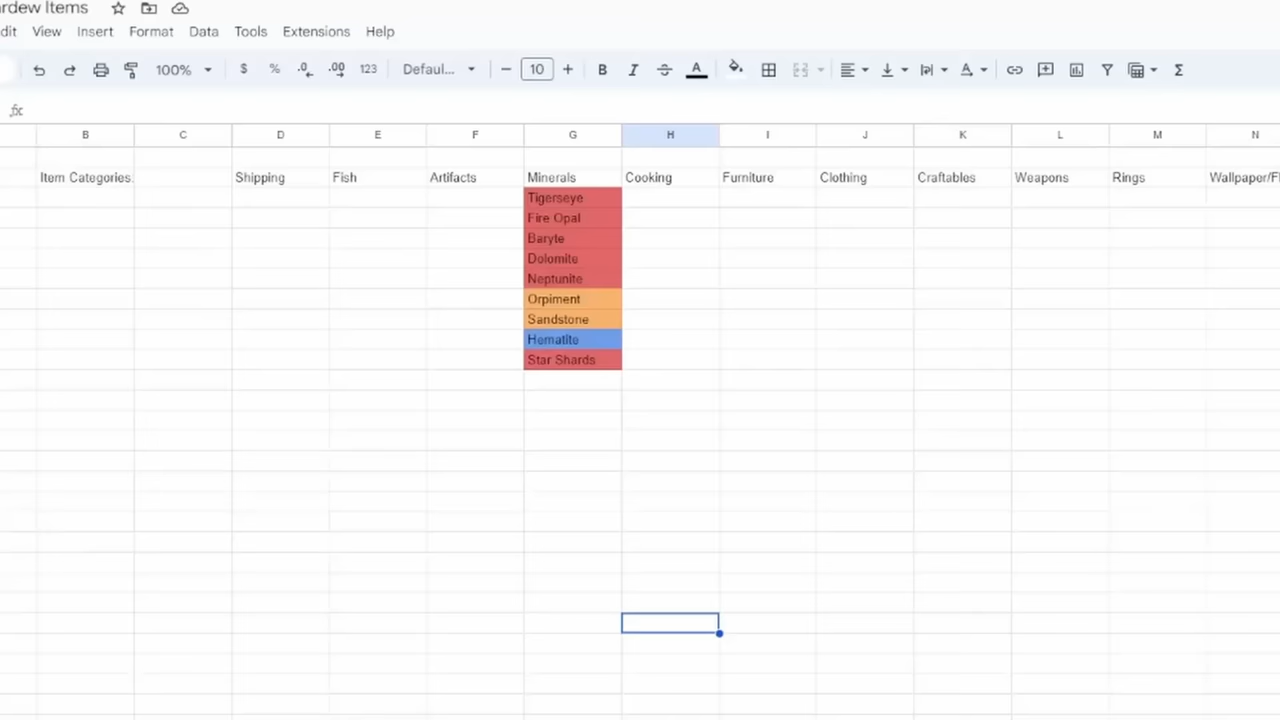 rdew Items
dit View Insert Format Data Tools Extensions Help
100% $ % .0 .00 123 Defaul... 10 B I S A Σ
fx
B C D E F G H I J K L M N
Item Categories: Shipping Fish Artifacts Minerals Cooking Furniture Clothing Craftables Weapons Rings Wallpaper/Fl
Tigerseye
Fire Opal
Baryte
Dolomite
Neptunite
Orpiment
Sandstone
Hematite
Star Shards